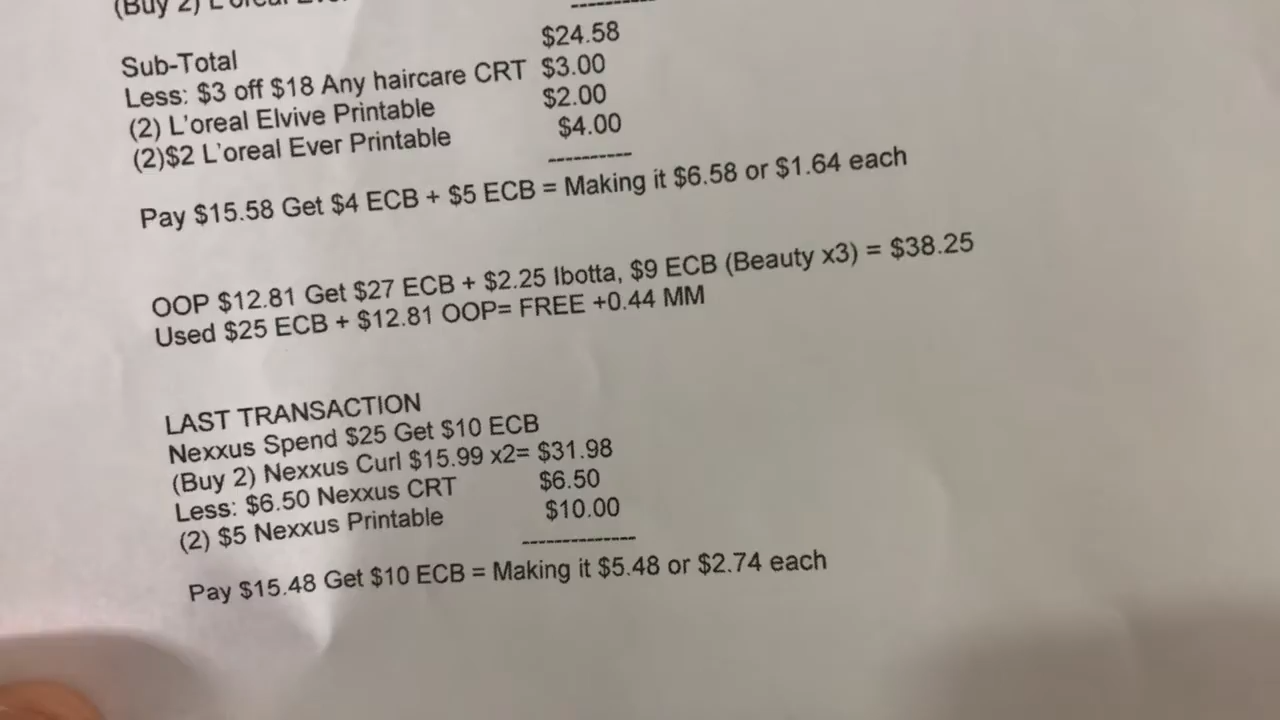 (Buy 2) L'oreal Ever
----------
Sub-Total $24.58
Less: $3 off $18 Any haircare CRT $3.00
(2) L'oreal Elvive Printable $2.00
(2)$2 L'oreal Ever Printable $4.00
----------
Pay $15.58 Get $4 ECB + $5 ECB = Making it $6.58 or $1.64 each
OOP $12.81 Get $27 ECB + $2.25 Ibotta, $9 ECB (Beauty x3) = $38.25
Used $25 ECB + $12.81 OOP= FREE +0.44 MM
LAST TRANSACTION
Nexxus Spend $25 Get $10 ECB
(Buy 2) Nexxus Curl $15.99 x2= $31.98
Less: $6.50 Nexxus CRT $6.50
(2) $5 Nexxus Printable $10.00
--------------
Pay $15.48 Get $10 ECB = Making it $5.48 or $2.74 each